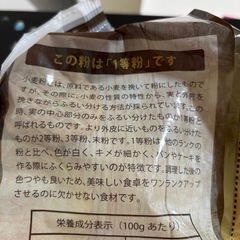 この粉は「1等粉」です
小麦粉とは、原料である小麦を挽いて粉にしたものです
が、その際に、小麦の性質の特性から、実と外皮を
挽きながらふるい分ける方法が採られています。この
時、実の中心部分のみをふるい分けたものが1等粉と
呼ばれるもので、より外皮に近いものをふるい分けた
ものが2等粉、3等粉、末粉です。1等粉は他のランクの
粉と比べ、色が白く、キメが細かく、パンやケーキを
作る際にふくらみやすいのが特徴です。調理した後の
色つやも良いため、美味しい食卓をワンランクアップ
させるのに欠かせない食材です。
栄養成分表示（100gあたり）